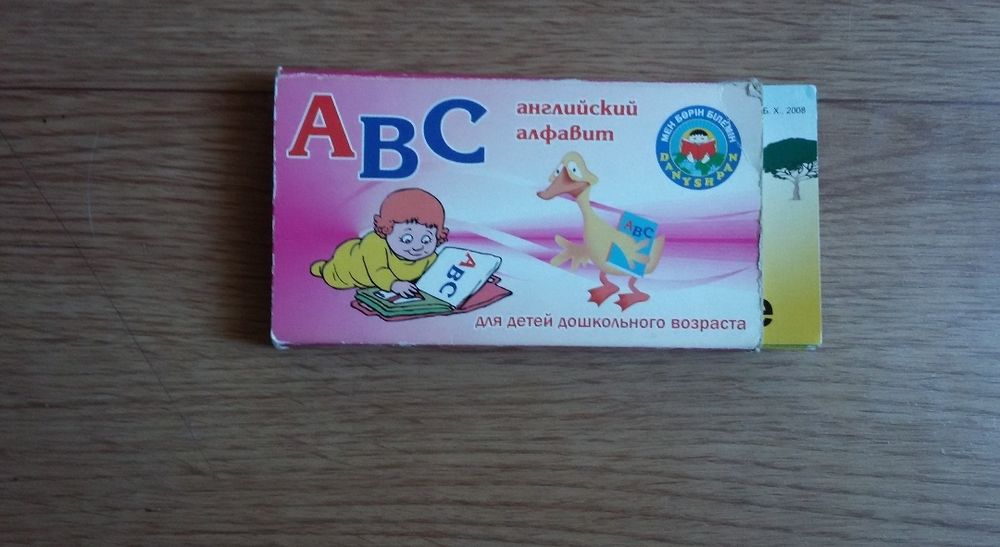 ABC
английский
алфавит
МЕН БӘРІН БІЛЕМІН
DANYSHPAN
Б. Х., 2008
ABC
ABC
для детей дошкольного возраста
e